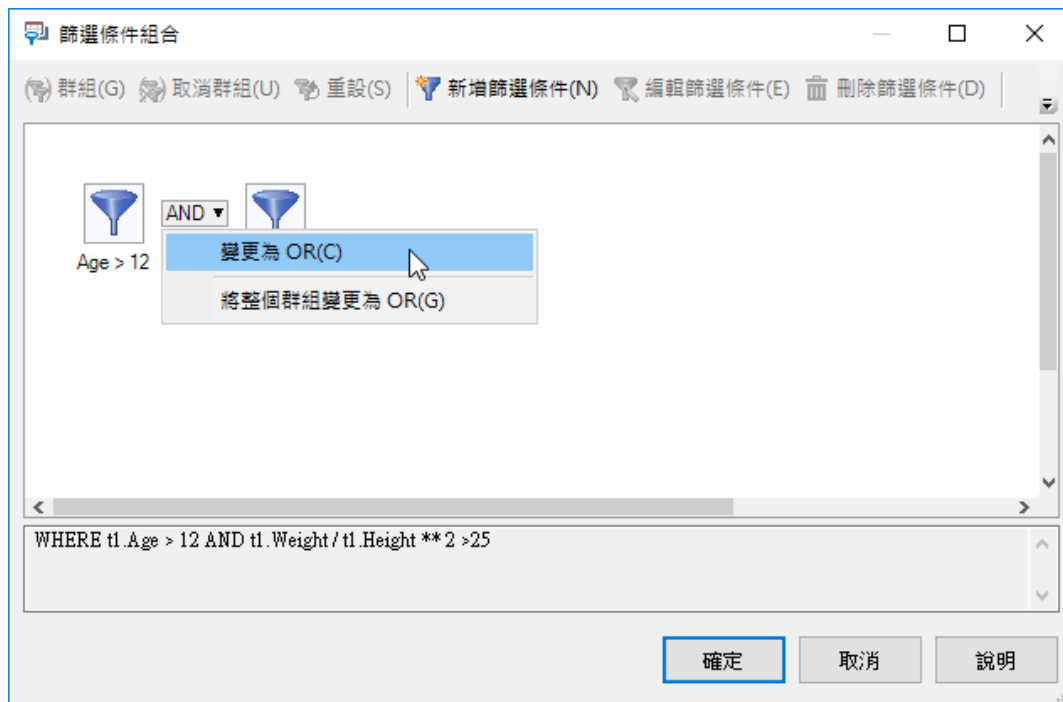 篩選條件組合
群組(G) 取消群組(U) 重設(S) 新增篩選條件(N) 編輯篩選條件(E) 刪除篩選條件(D)
AND
Age > 12
變更為 OR(C)
將整個群組變更為 OR(G)
WHERE t1.Age > 12 AND t1.Weight / t1.Height ** 2 >25
確定 取消 說明